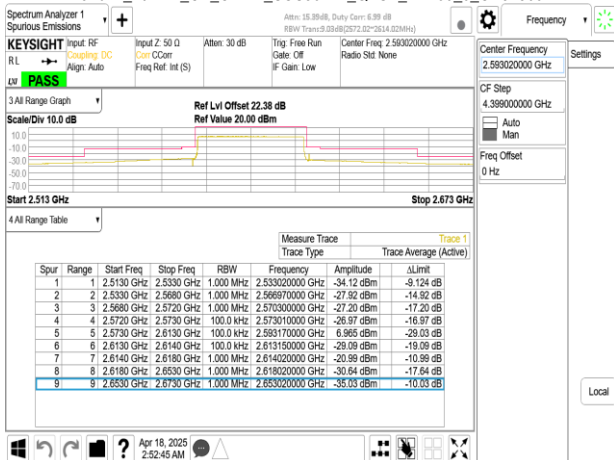 Spectrum Analyzer 1
Spurious Emissions
Attn: 15.39dB, Duty Corr: 6.99 dB
RBW Trans:9.03dB(2572.02~2614.02MHz)
Frequency
KEYSIGHT
RL
LXI
PASS
Input: RF
Coupling: DC
Align: Auto
Input Z: 50 Ω
Corr CCorr
Freq Ref: Int (S)
Atten: 30 dB
Trig: Free Run
Gate: Off
IF Gain: Low
Center Freq: 2.593020000 GHz
Radio Std: None
Center Frequency
2.593020000 GHz
Settings
CF Step
4.399000000 GHz
Auto
Man
Freq Offset
0 Hz
3 All Range Graph
Scale/Div 10.0 dB
Ref Lvl Offset 22.38 dB
Ref Value 20.00 dBm
10.0
-10.0
-30.0
-50.0
-70.0
Start 2.513 GHz
Stop 2.673 GHz
4 All Range Table
Measure Trace Trace 1
Trace Type Trace Average (Active)
Spur Range Start Freq Stop Freq RBW Frequency Amplitude ΔLimit
1 1 2.5130 GHz 2.5330 GHz 1.000 MHz 2.533020000 GHz -34.12 dBm -9.124 dB
2 2 2.5330 GHz 2.5680 GHz 1.000 MHz 2.566970000 GHz -27.92 dBm -14.92 dB
3 3 2.5680 GHz 2.5720 GHz 1.000 MHz 2.570300000 GHz -27.20 dBm -17.20 dB
4 4 2.5720 GHz 2.5730 GHz 100.0 kHz 2.573010000 GHz -26.97 dBm -16.97 dB
5 5 2.5730 GHz 2.6130 GHz 100.0 kHz 2.593170000 GHz 6.965 dBm -29.03 dB
6 6 2.6130 GHz 2.6140 GHz 100.0 kHz 2.613150000 GHz -29.09 dBm -19.09 dB
7 7 2.6140 GHz 2.6180 GHz 1.000 MHz 2.614020000 GHz -20.99 dBm -10.99 dB
8 8 2.6180 GHz 2.6530 GHz 1.000 MHz 2.618020000 GHz -30.64 dBm -17.64 dB
9 9 2.6530 GHz 2.6730 GHz 1.000 MHz 2.653020000 GHz -35.03 dBm -10.03 dB
Local
?
Apr 18, 2025
2:52:45 AM